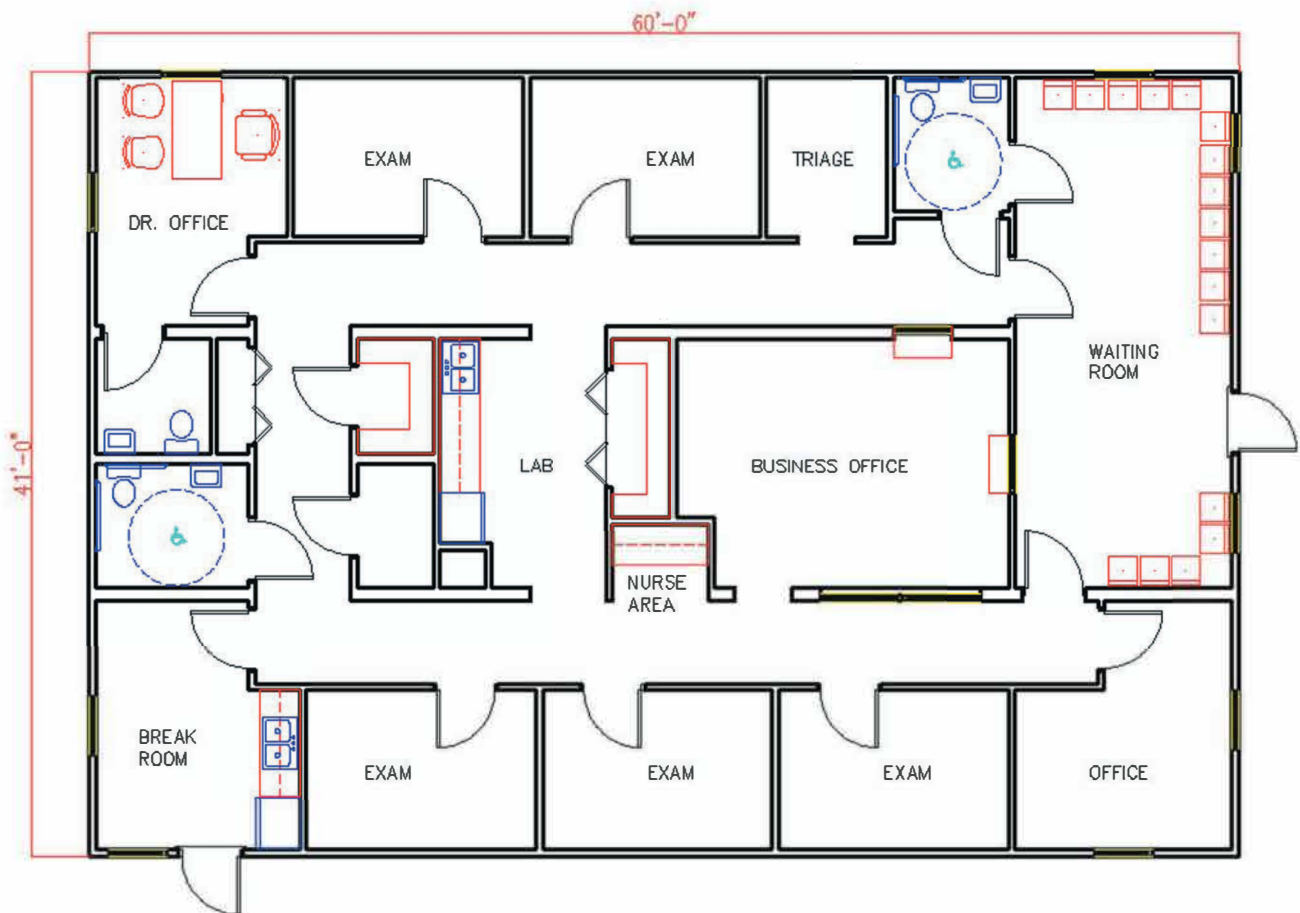 60'-0"
EXAM
EXAM
TRIAGE
DR. OFFICE
WAITING
ROOM
41'-0"
LAB
BUSINESS OFFICE
NURSE
AREA
BREAK
ROOM
EXAM
EXAM
EXAM
OFFICE